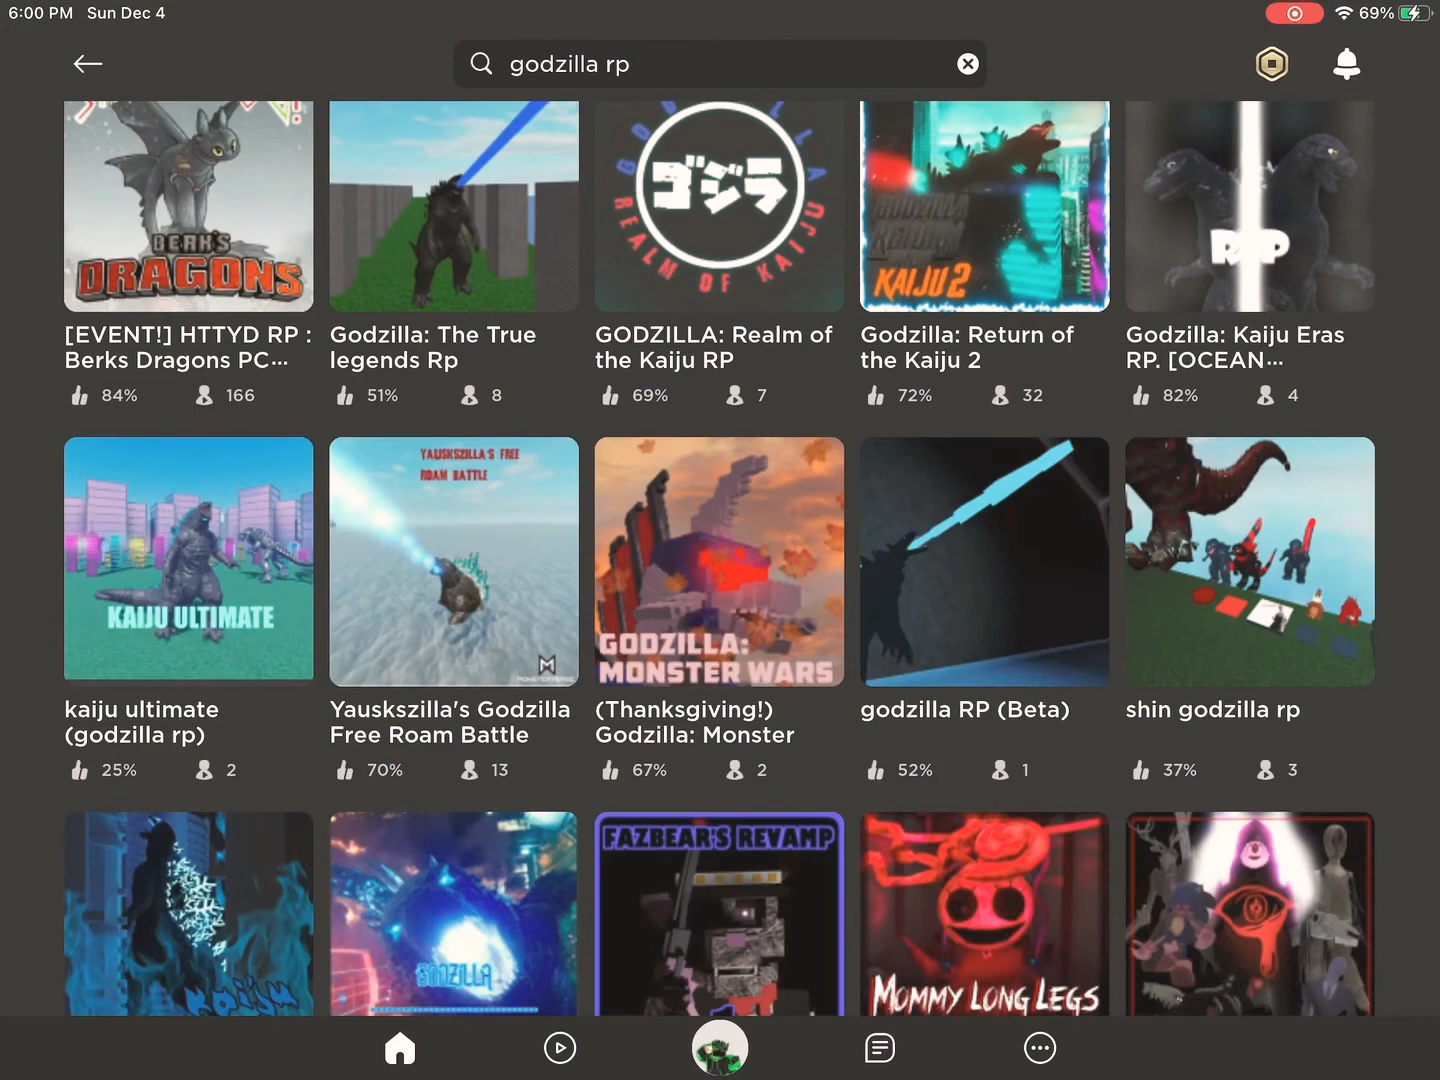 6:00 PM Sun Dec 4
69%
godzilla rp
BERK'S
DRAGONS
ゴジラ
GODZILLA
REALM OF KAIJU
GODZILLA
KAIJU 2
RP
[EVENT!] HTTYD RP :
Berks Dragons PC...
84% 166
Godzilla: The True
legends Rp
51% 8
GODZILLA: Realm of
the Kaiju RP
69% 7
Godzilla: Return of
the Kaiju 2
72% 32
Godzilla: Kaiju Eras
RP. [OCEAN...
82% 4
KAIJU ULTIMATE
YAUSKSZILLA'S FREE
ROAM BATTLE
GODZILLA:
MONSTER WARS
kaiju ultimate
(godzilla rp)
25% 2
Yauskszilla's Godzilla
Free Roam Battle
70% 13
(Thanksgiving!)
Godzilla: Monster
67% 2
godzilla RP (Beta)
52% 1
shin godzilla rp
37% 3
Kaiju
GODZILLA
FAZBEAR'S REVAMP
MOMMY LONG LEGS